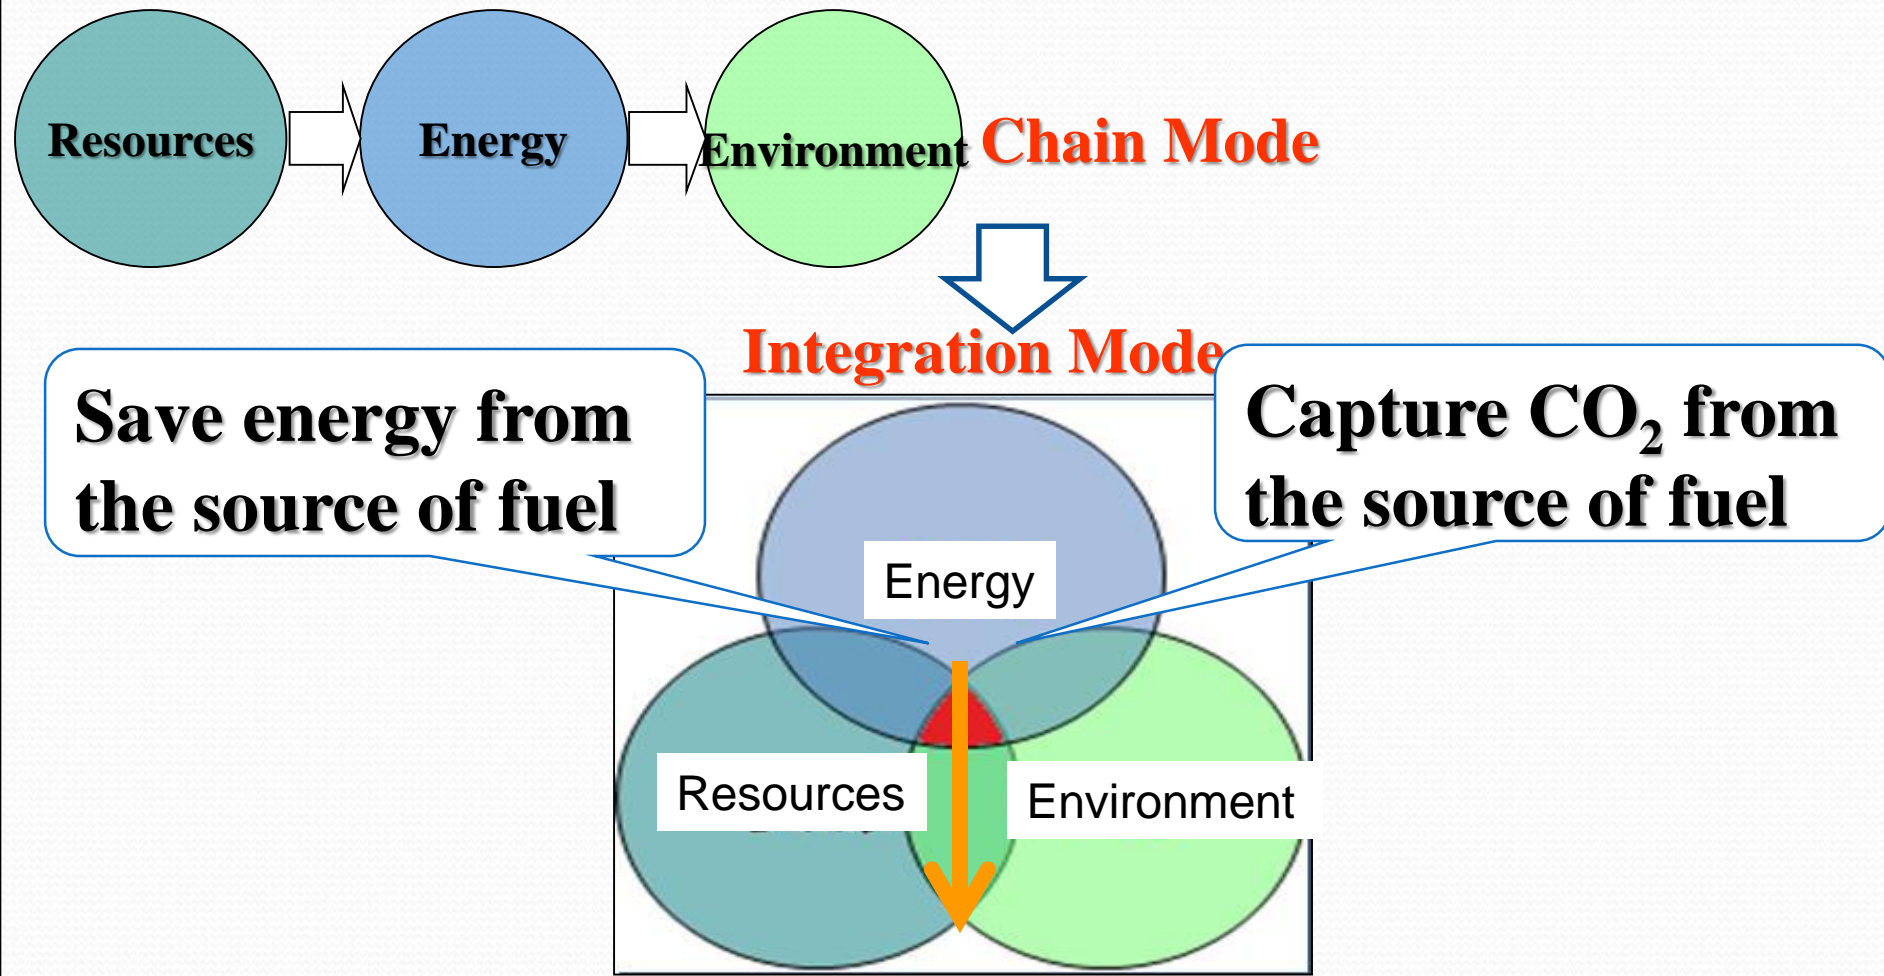 Resources
Energy
Environment
Chain Mode
Integration Mode
Save energy from
the source of fuel
Capture CO₂ from
the source of fuel
Energy
Resources
Environment